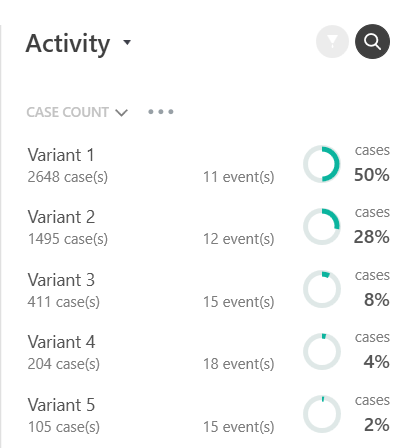 Activity
CASE COUNT
Variant 1 cases
2648 case(s) 11 event(s) 50%
Variant 2 cases
1495 case(s) 12 event(s) 28%
Variant 3 cases
411 case(s) 15 event(s) 8%
Variant 4 cases
204 case(s) 18 event(s) 4%
Variant 5 cases
105 case(s) 15 event(s) 2%